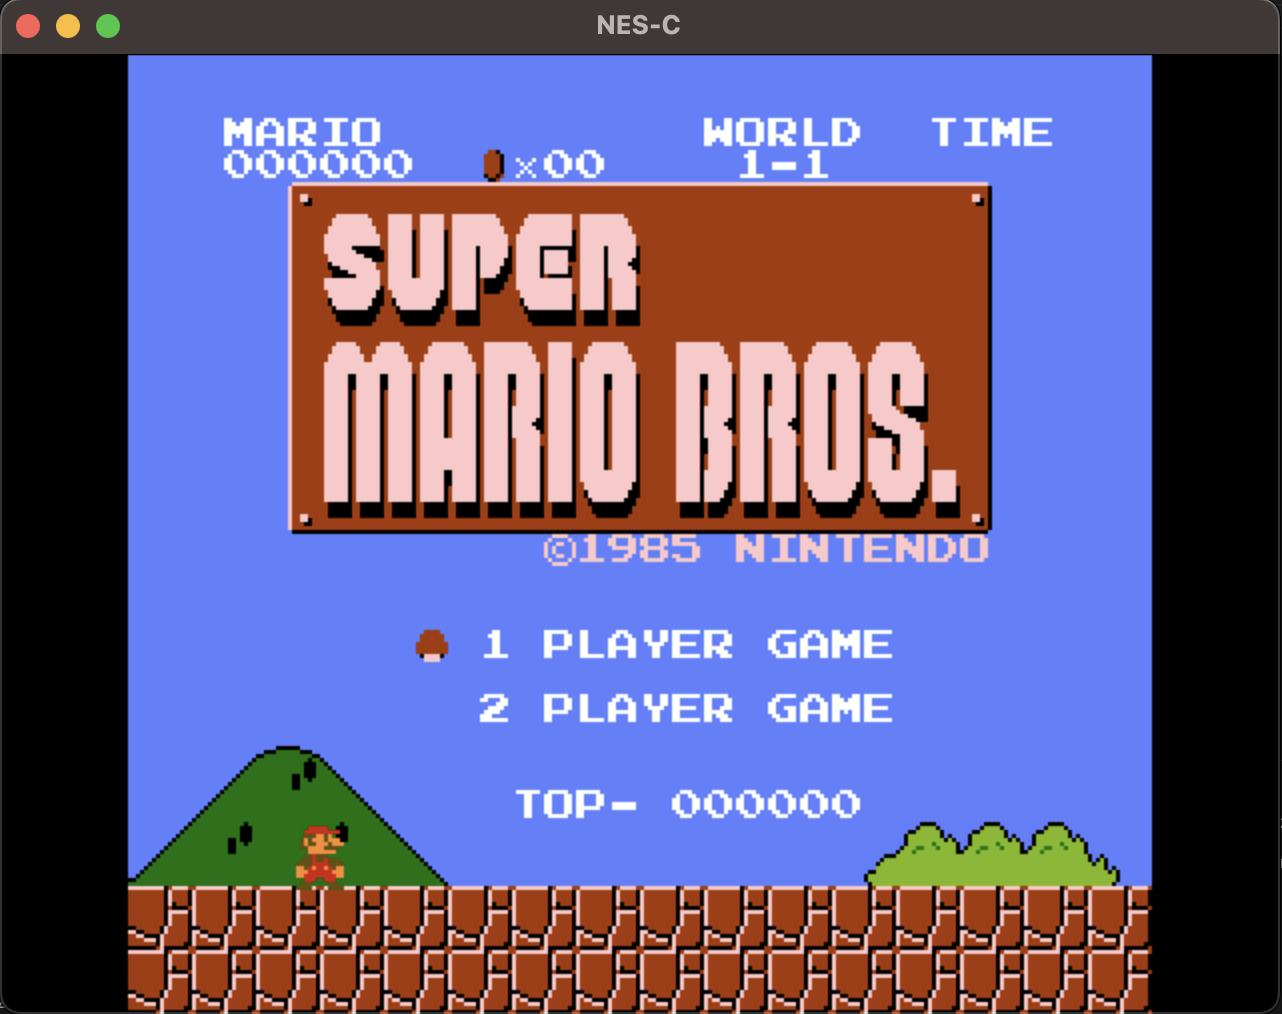 NES-C
MARIO WORLD TIME
000000 ×00 1-1
SUPER
MARIO BROS.
©1985 NINTENDO
1 PLAYER GAME
2 PLAYER GAME
TOP- 000000